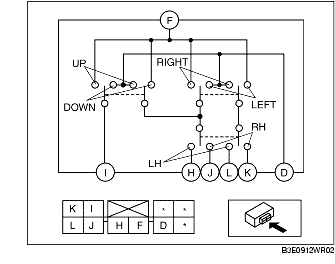 F
UP
RIGHT
DOWN
LEFT
RH
LH
I
H
J
L
K
D
K I * *
L J H F D *
B3E0912WR02